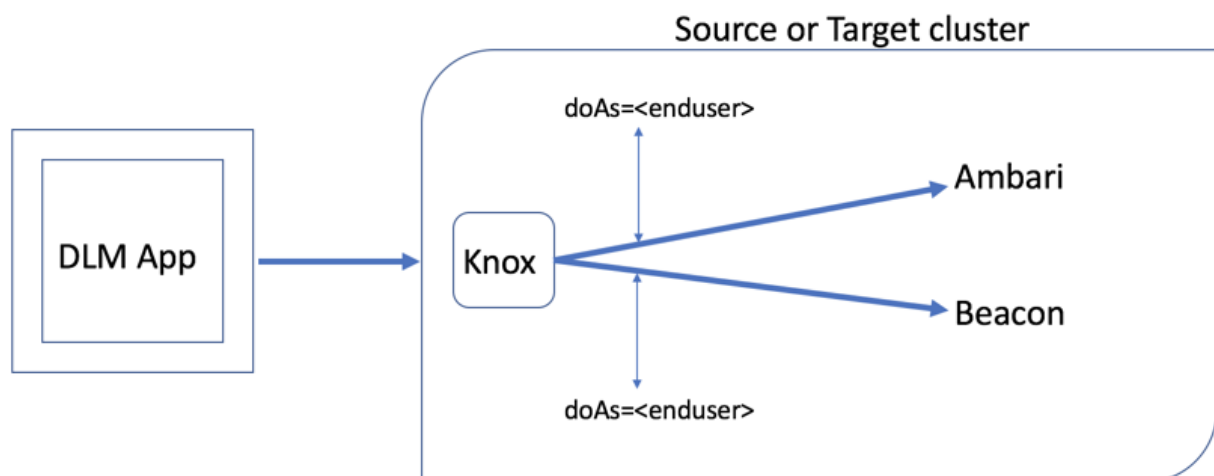 Source or Target cluster
doAs=<enduser>
Ambari
DLM App
Knox
Beacon
doAs=<enduser>